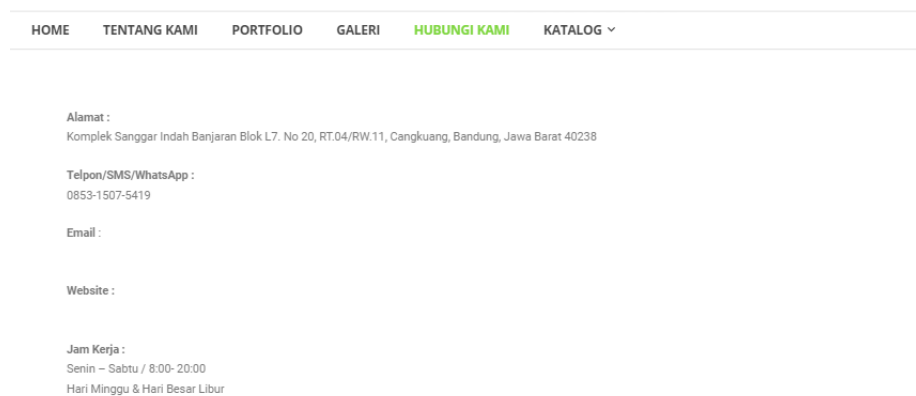 HOME TENTANG KAMI PORTFOLIO GALERI HUBUNGI KAMI KATALOG
Alamat :
Komplek Sanggar Indah Banjaran Blok L7. No 20, RT.04/RW.11, Cangkuang, Bandung, Jawa Barat 40238
Telpon/SMS/WhatsApp :
0853-1507-5419
Email :
Website :
Jam Kerja :
Senin – Sabtu / 8:00- 20:00
Hari Minggu & Hari Besar Libur